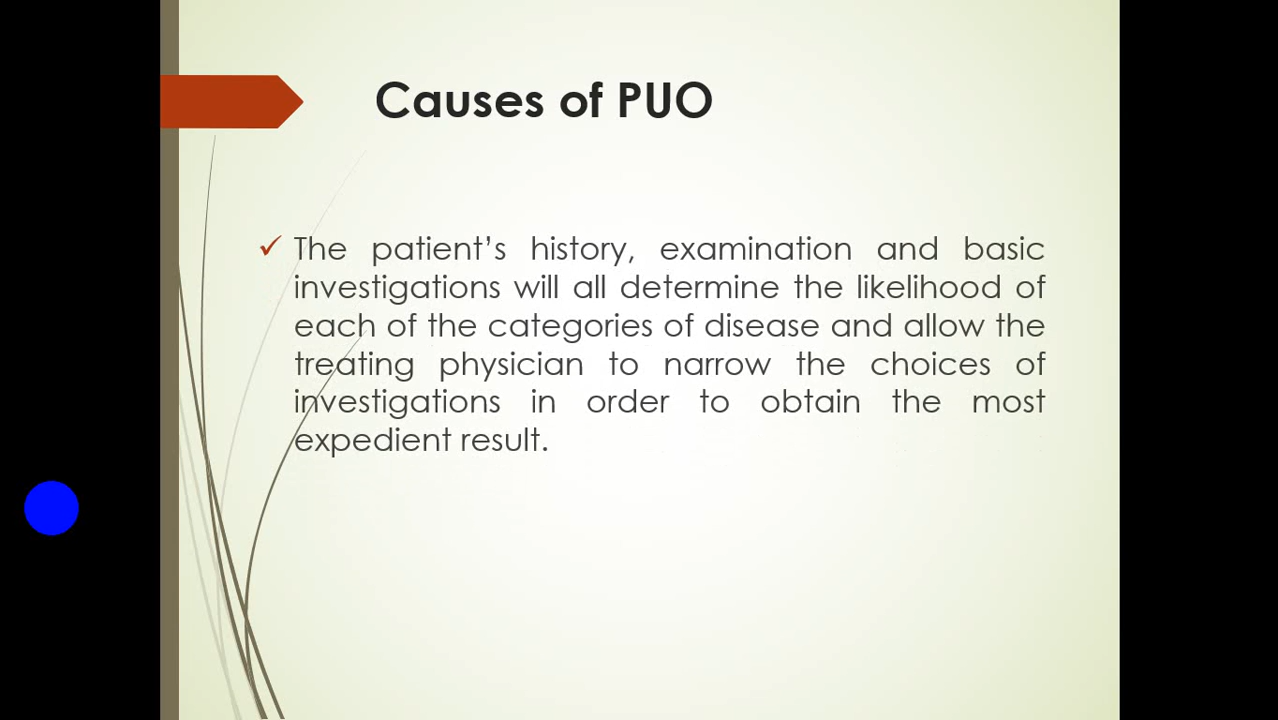 Causes of PUO
The patient’s history, examination and basic
investigations will all determine the likelihood of
each of the categories of disease and allow the
treating physician to narrow the choices of
investigations in order to obtain the most
expedient result.